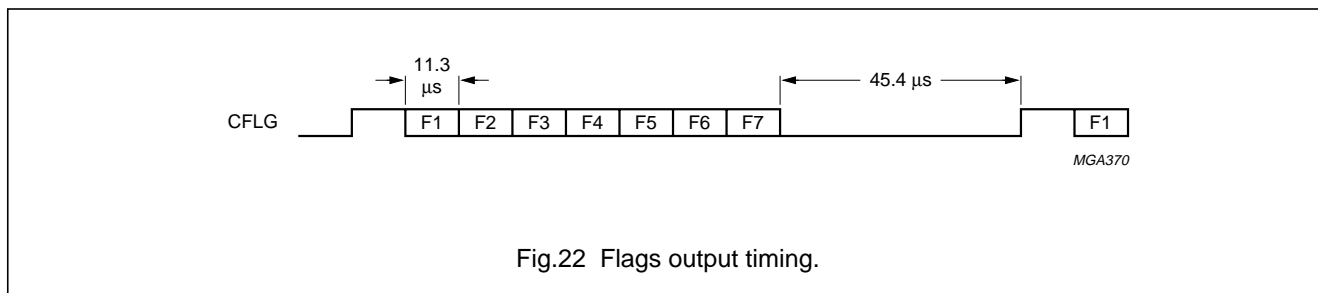 11.3
μs
45.4 μs
CFLG F1 F2 F3 F4 F5 F6 F7 F1
MGA370
Fig.22 Flags output timing.